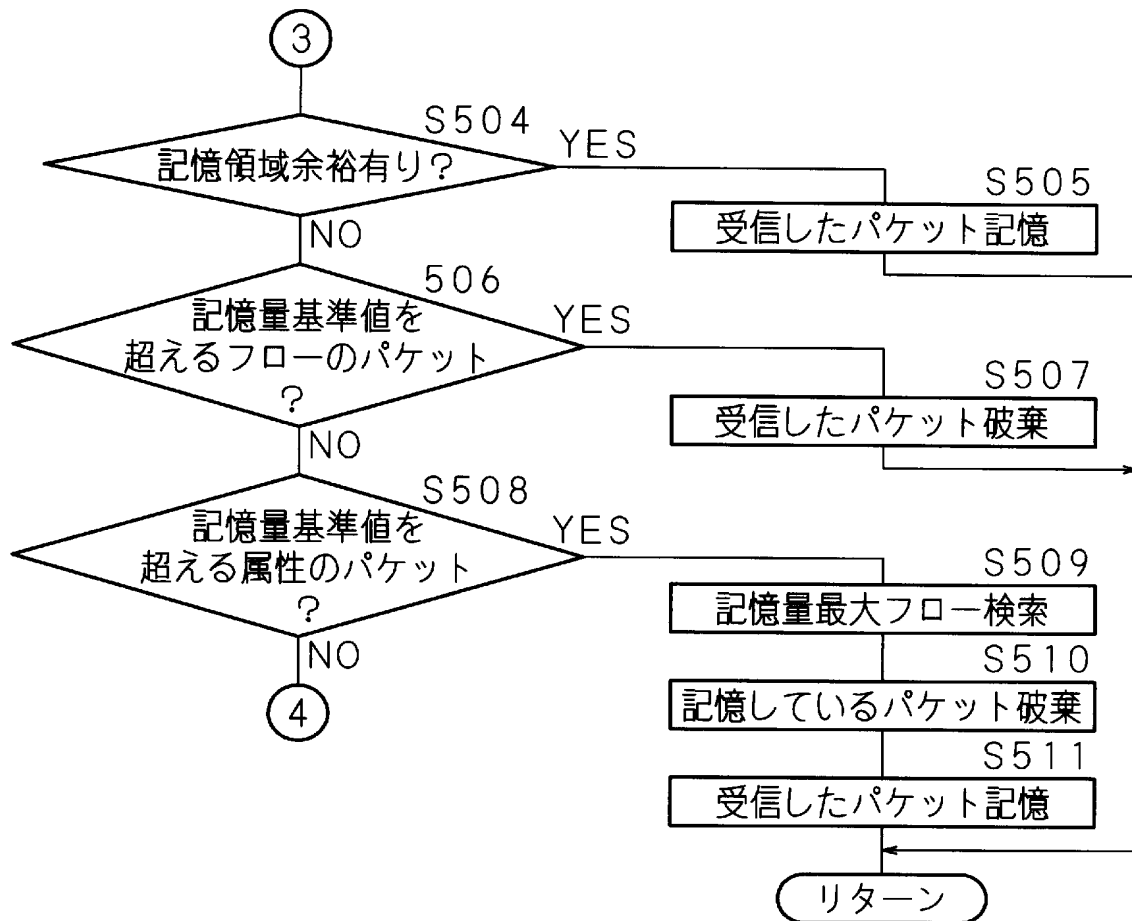 3
S504
記憶領域余裕有り?
YES
S505
受信したパケット記憶
NO
506
記憶量基準値を
超えるフローのパケット
?
YES
S507
受信したパケット破棄
NO
S508
記憶量基準値を
超える属性のパケット
?
YES
S509
記憶量最大フロー検索
NO
S510
4
記憶しているパケット破棄
S511
受信したパケット記憶
リターン